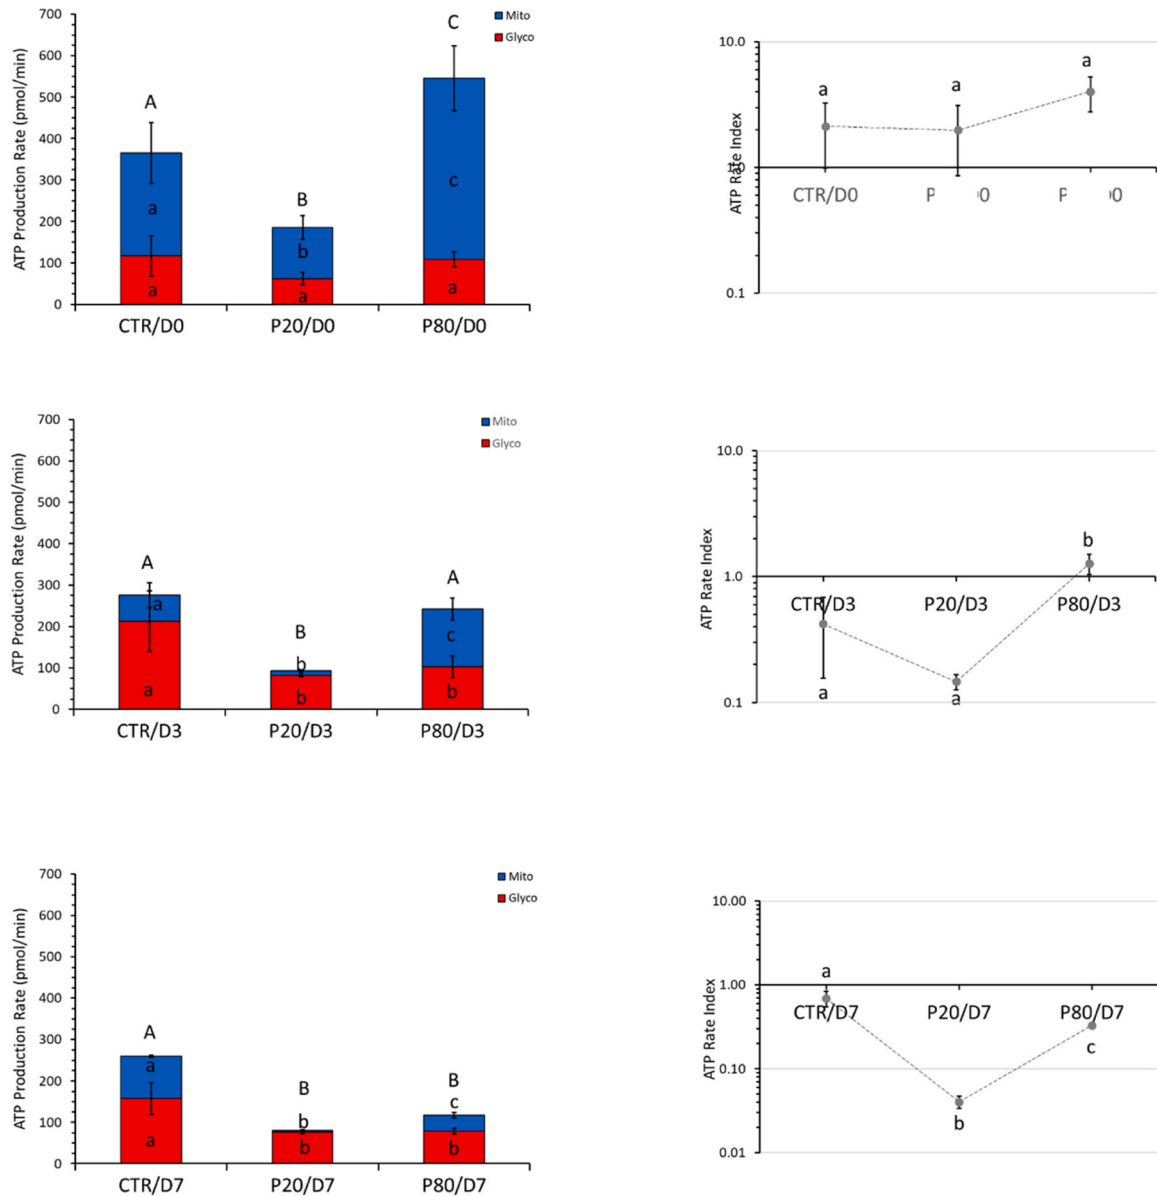 ATP Production Rate (pmol/min)
700
600
500
400
300
200
100
0
Mito
Glyco
A
a
a
B
b
a
C
c
a
CTR/D0
P20/D0
P80/D0
ATP Rate Index
10.0
1.0
0.1
a
a
a
CTR/D0
ATP Production Rate (pmol/min)
700
600
500
400
300
200
100
0
Mito
Glyco
A
a
a
B
b
b
A
c
b
CTR/D3
P20/D3
P80/D3
ATP Rate Index
10.0
1.0
0.1
CTR/D3
P20/D3
P80/D3
a
a
b
ATP Production Rate (pmol/min)
700
600
500
400
300
200
100
0
Mito
Glyco
A
a
a
B
b
b
B
c
b
CTR/D7
P20/D7
P80/D7
ATP Rate Index
10.00
1.00
0.10
0.01
a
CTR/D7
P20/D7
P80/D7
b
c